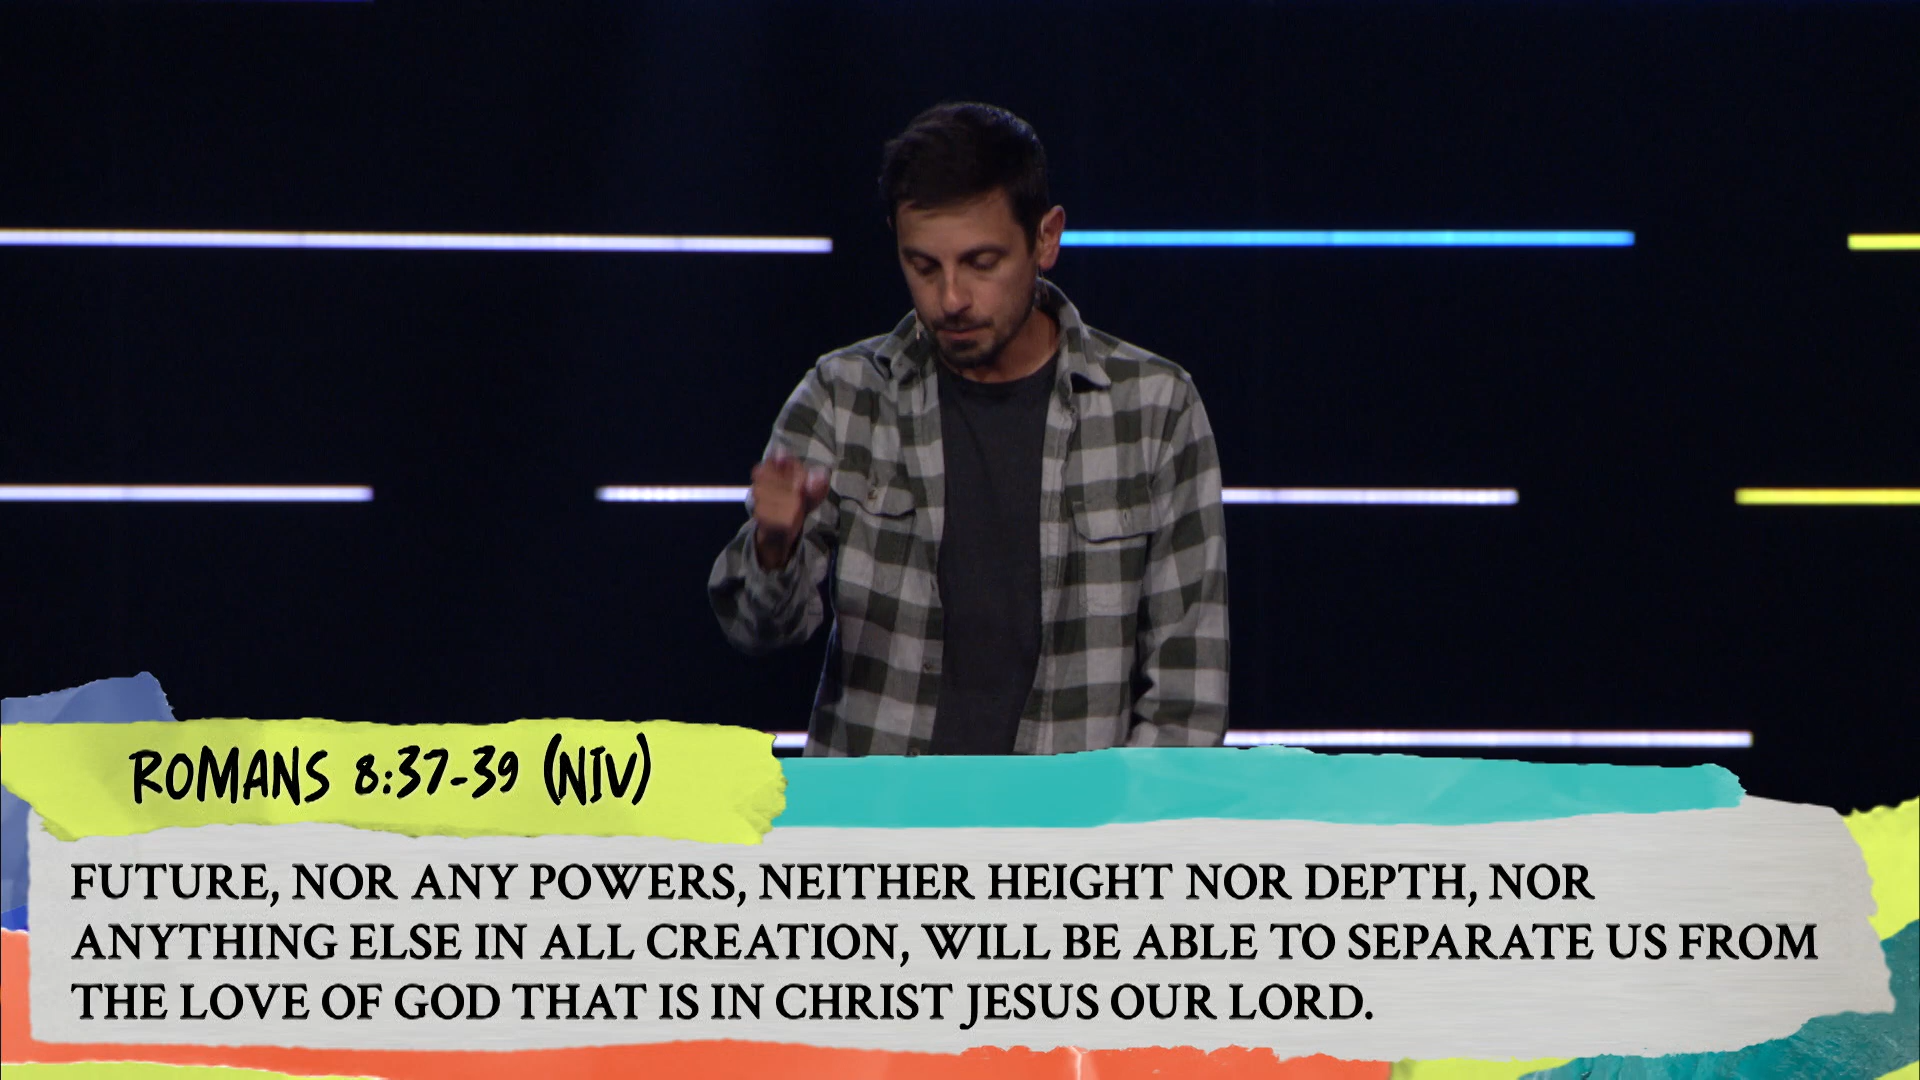 ROMANS 8:37-39 (NIV)
FUTURE, NOR ANY POWERS, NEITHER HEIGHT NOR DEPTH, NOR
ANYTHING ELSE IN ALL CREATION, WILL BE ABLE TO SEPARATE US FROM
THE LOVE OF GOD THAT IS IN CHRIST JESUS OUR LORD.